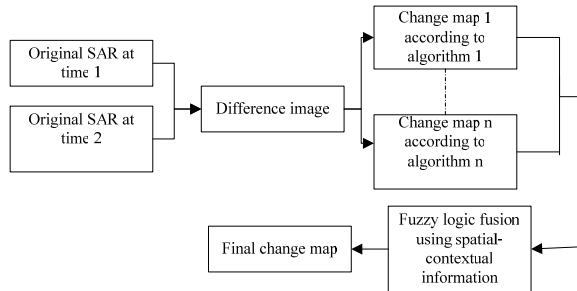 Original SAR at
time 1
Original SAR at
time 2
Difference image
Change map 1
according to
algorithm 1
Change map n
according to
algorithm n
Fuzzy logic fusion
using spatial-
contextual
information
Final change map